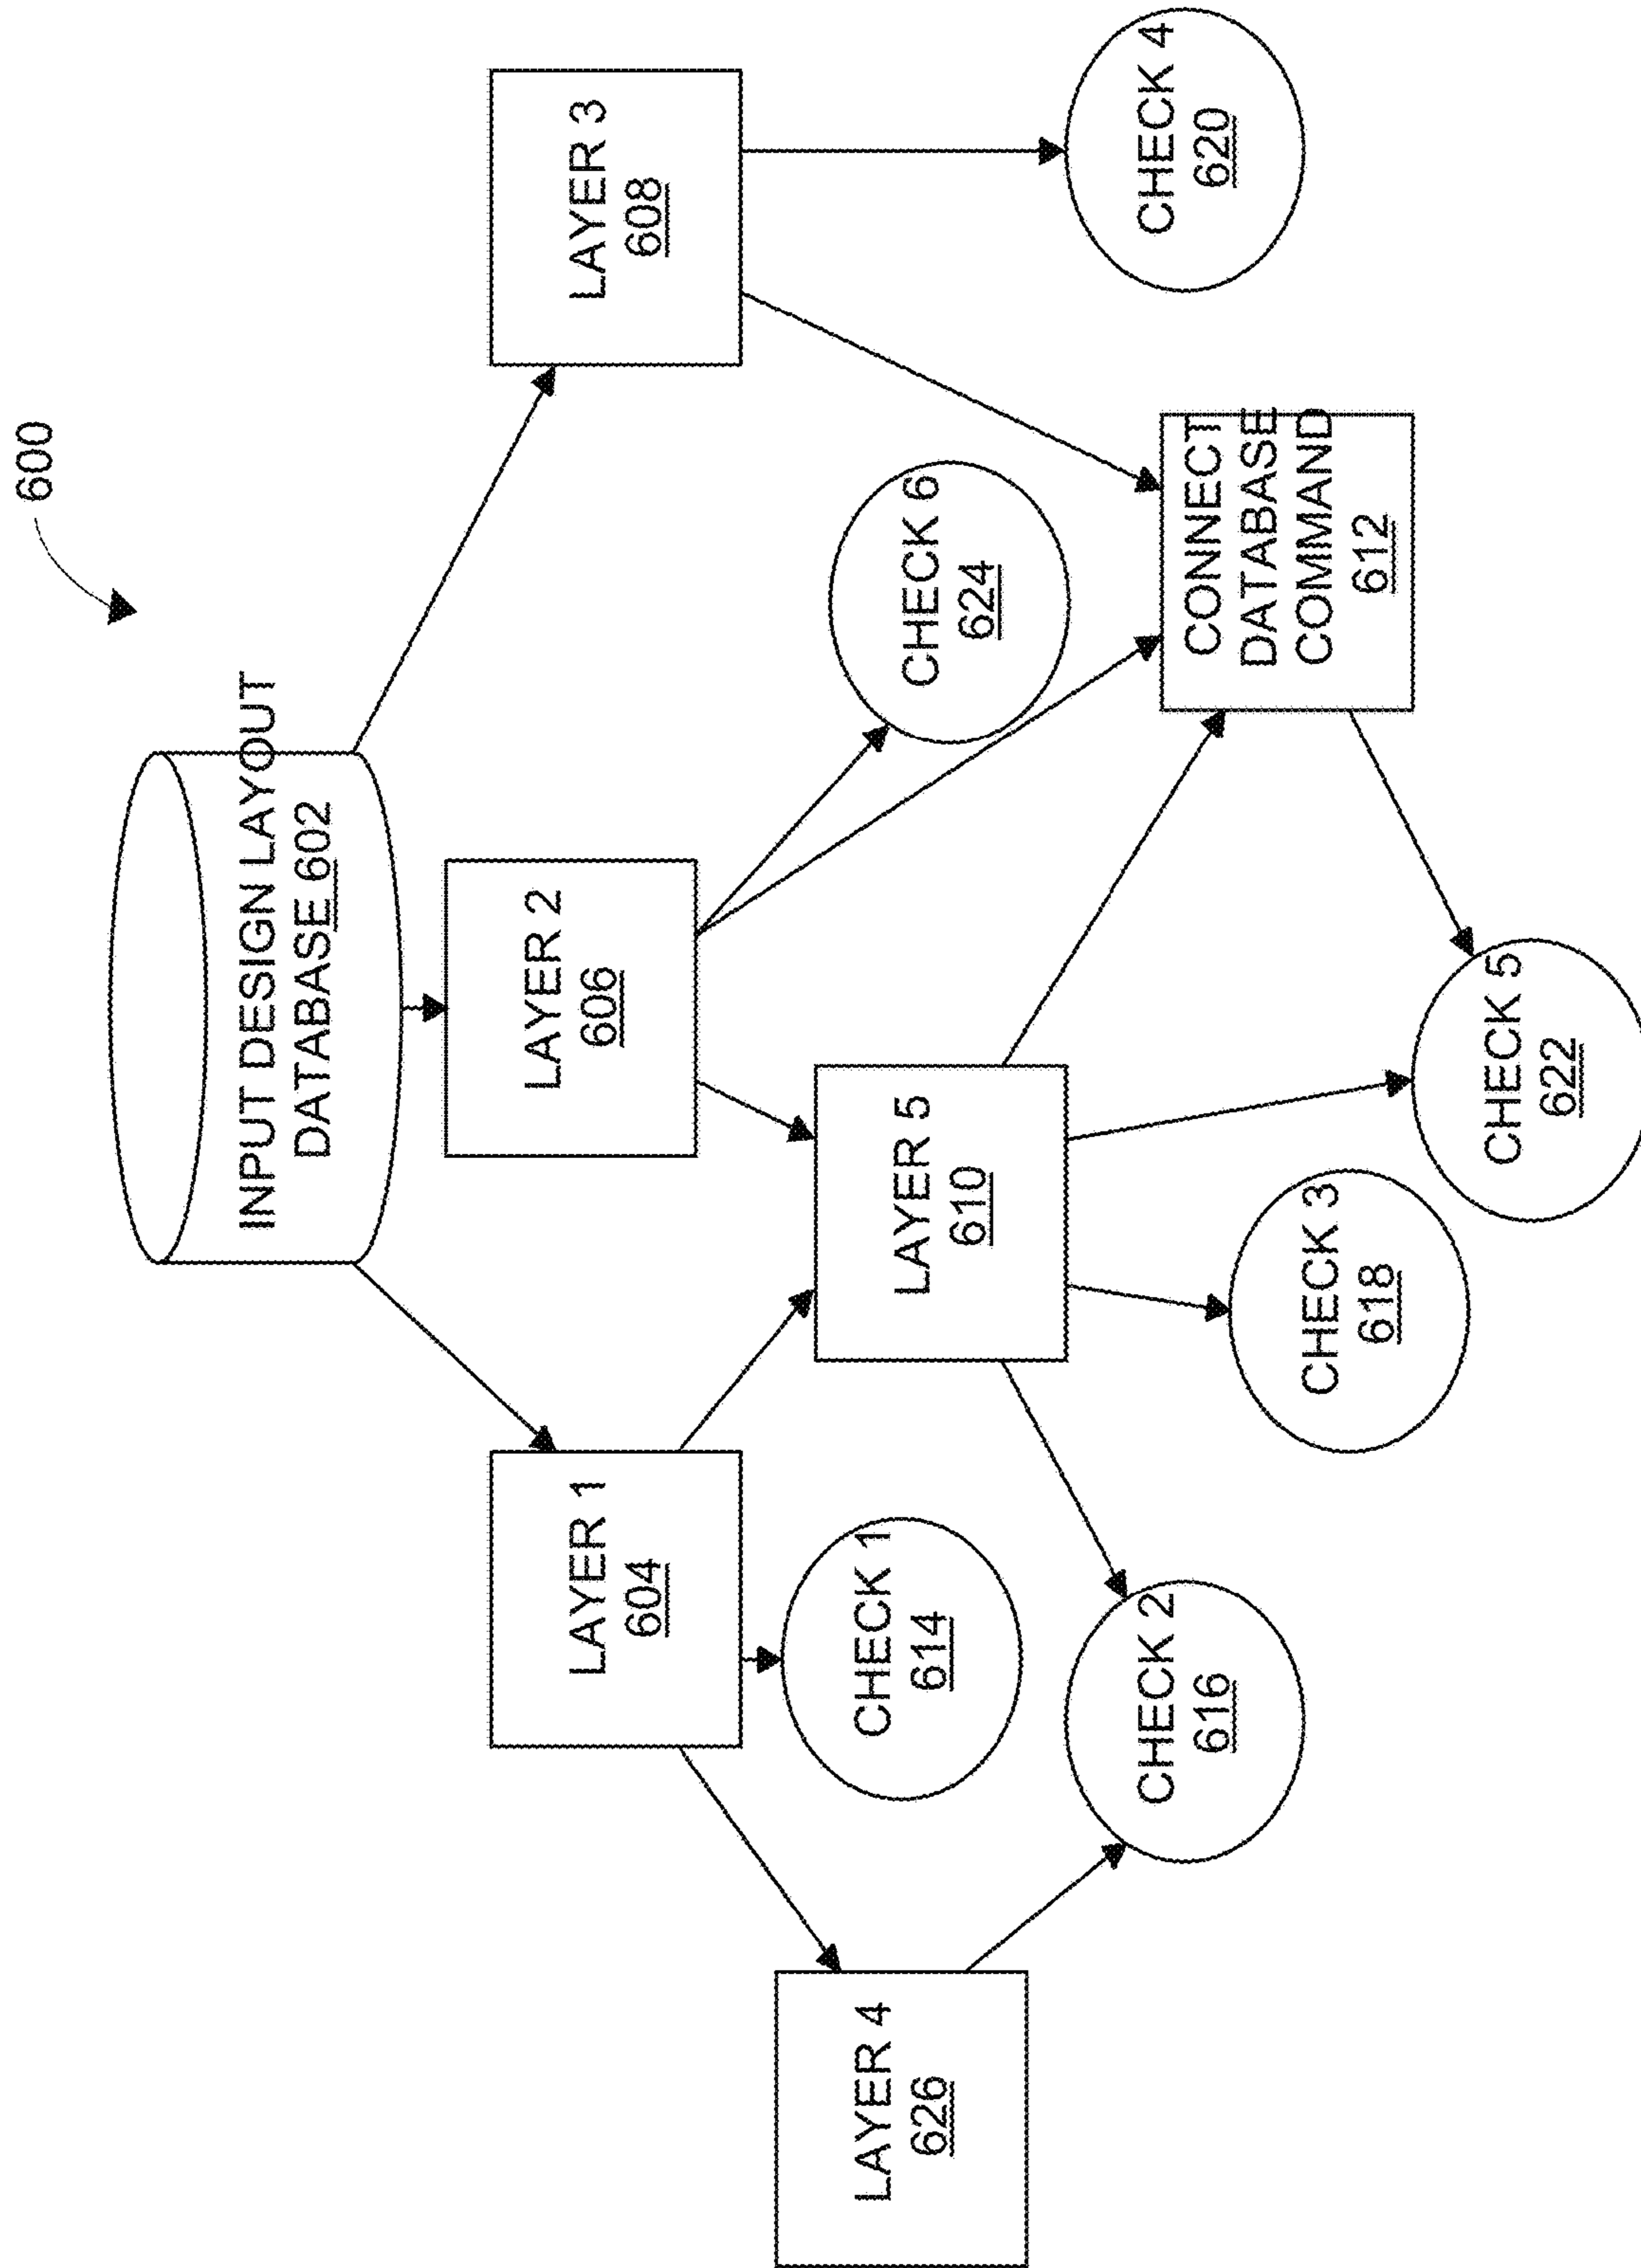 600
INPUT DESIGN LAYOUT
DATABASE 602
LAYER 2
606
LAYER 1
604
LAYER 3
608
LAYER 4
626
LAYER 5
610
CHECK 1
614
CHECK 6
624
CHECK 2
616
CHECK 4
620
CONNECT
DATABASE
COMMAND
612
CHECK 3
618
CHECK 5
622